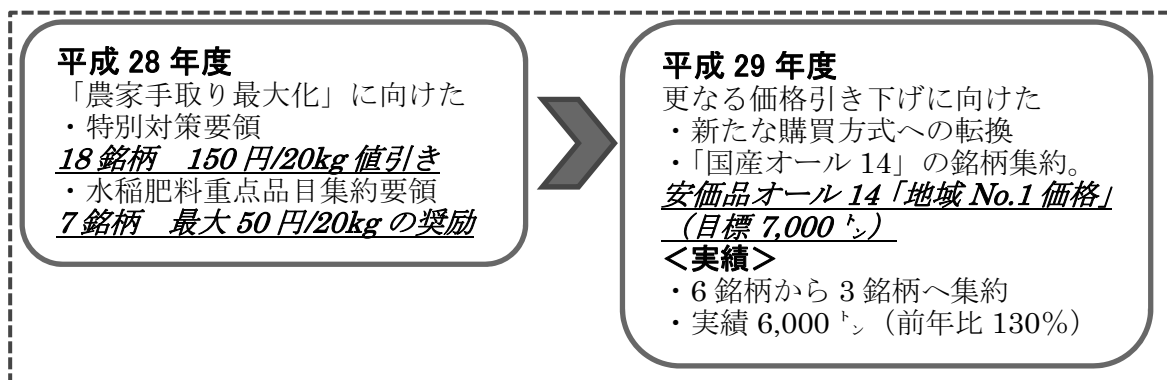 平成 28 年度
「農家手取り最大化」に向けた
・特別対策要領
18 銘柄 150 円/20kg 値引き
・水稲肥料重点品目集約要領
7 銘柄 最大 50 円/20kg の奨励
平成 29 年度
更なる価格引き下げに向けた
・新たな購買方式への転換
・「国産オール 14」の銘柄集約。
安価品オール 14「地域 No.1 価格」
（目標 7,000 ㌧）
＜実績＞
・6 銘柄から 3 銘柄へ集約
・実績 6,000 ㌧（前年比 130％）